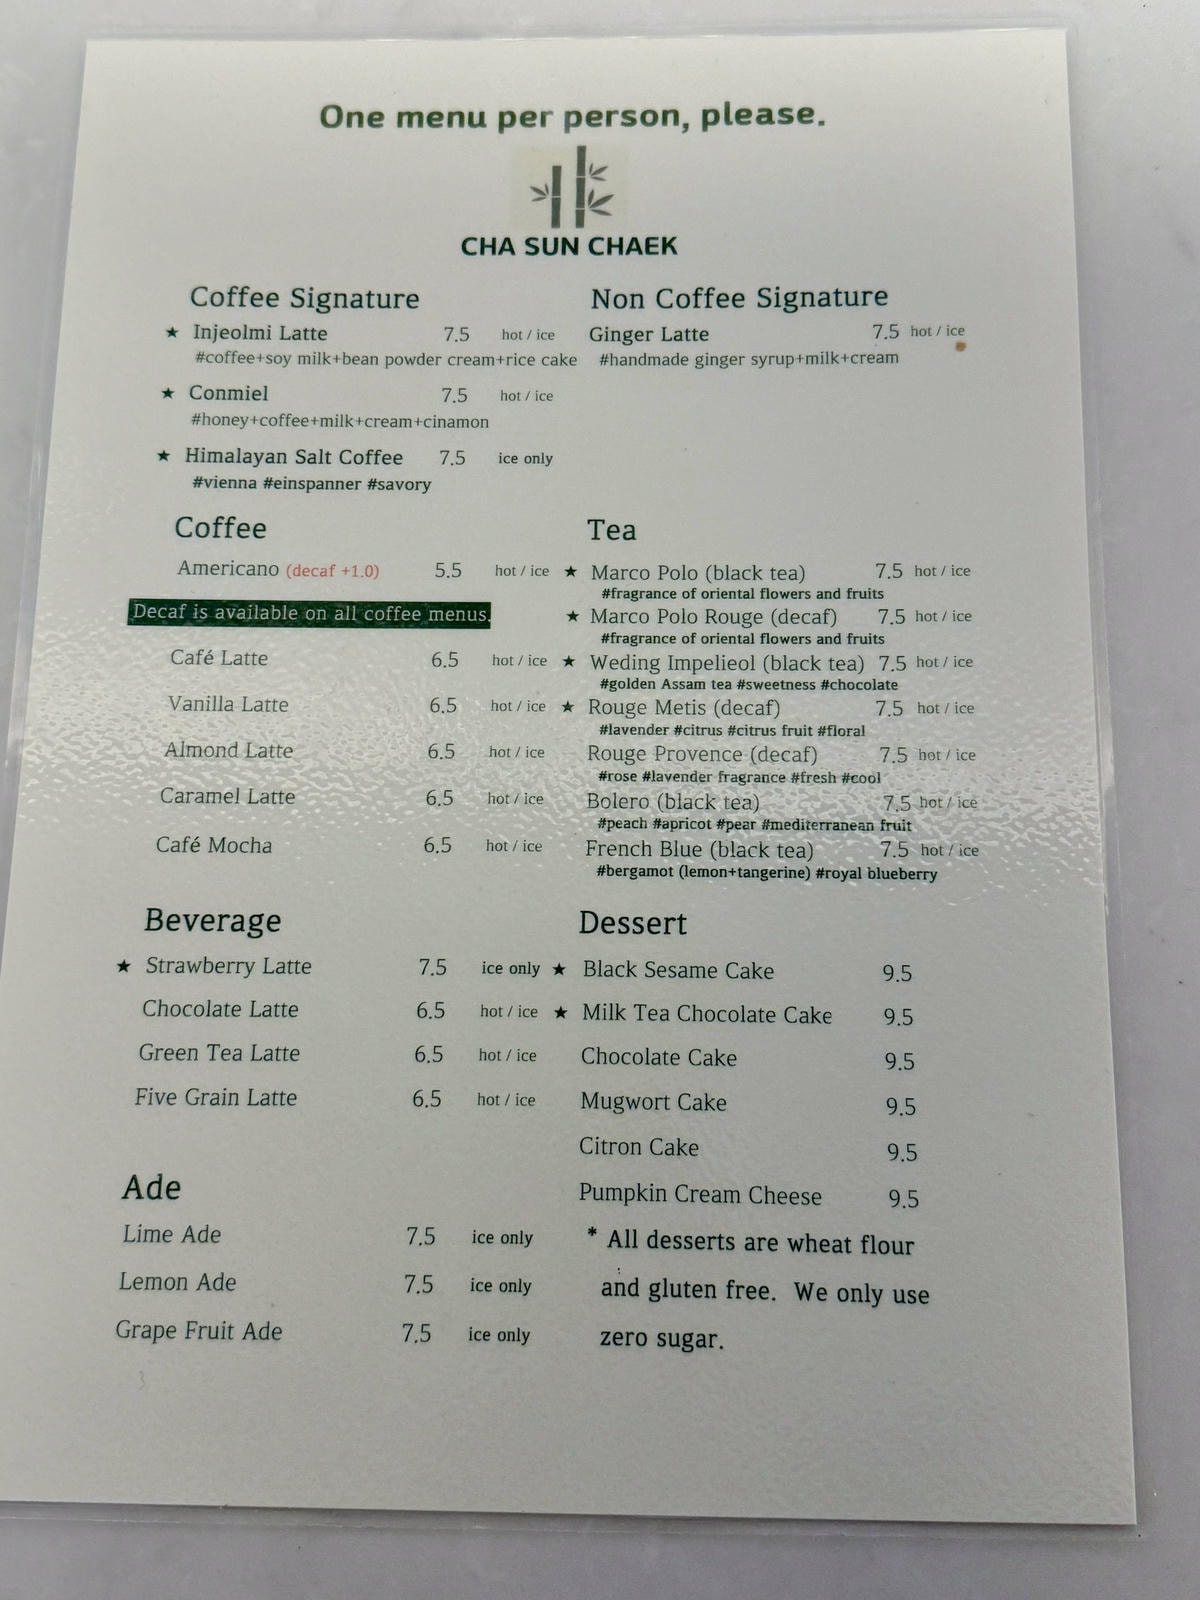 One menu per person, please.
CHA SUN CHAEK
Coffee Signature
★ Injeolmi Latte 7.5 hot / ice
#coffee+soy milk+bean powder cream+rice cake
★ Conmiel 7.5 hot / ice
#honey+coffee+milk+cream+cinamon
★ Himalayan Salt Coffee 7.5 ice only
#vienna #einspanner #savory
Non Coffee Signature
Ginger Latte 7.5 hot / ice
#handmade ginger syrup+milk+cream
Coffee
Americano (decaf +1.0) 5.5 hot / ice
Decaf is available on all coffee menus.
Café Latte 6.5 hot / ice
Vanilla Latte 6.5 hot / ice
Almond Latte 6.5 hot / ice
Caramel Latte 6.5 hot / ice
Café Mocha 6.5 hot / ice
Tea
★ Marco Polo (black tea) 7.5 hot / ice
#fragrance of oriental flowers and fruits
★ Marco Polo Rouge (decaf) 7.5 hot / ice
#fragrance of oriental flowers and fruits
★ Weding Impelieol (black tea) 7.5 hot / ice
#golden Assam tea #sweetness #chocolate
★ Rouge Metis (decaf) 7.5 hot / ice
#lavender #citrus #citrus fruit #floral
Rouge Provence (decaf) 7.5 hot / ice
#rose #lavender fragrance #fresh #cool
Bolero (black tea) 7.5 hot / ice
#peach #apricot #pear #mediterranean fruit
French Blue (black tea) 7.5 hot / ice
#bergamot (lemon+tangerine) #royal blueberry
Beverage
★ Strawberry Latte 7.5 ice only
Chocolate Latte 6.5 hot / ice
Green Tea Latte 6.5 hot / ice
Five Grain Latte 6.5 hot / ice
Ade
Lime Ade 7.5 ice only
Lemon Ade 7.5 ice only
Grape Fruit Ade 7.5 ice only
Dessert
★ Black Sesame Cake 9.5
★ Milk Tea Chocolate Cake 9.5
Chocolate Cake 9.5
Mugwort Cake 9.5
Citron Cake 9.5
Pumpkin Cream Cheese 9.5
* All desserts are wheat flour
and gluten free. We only use
zero sugar.